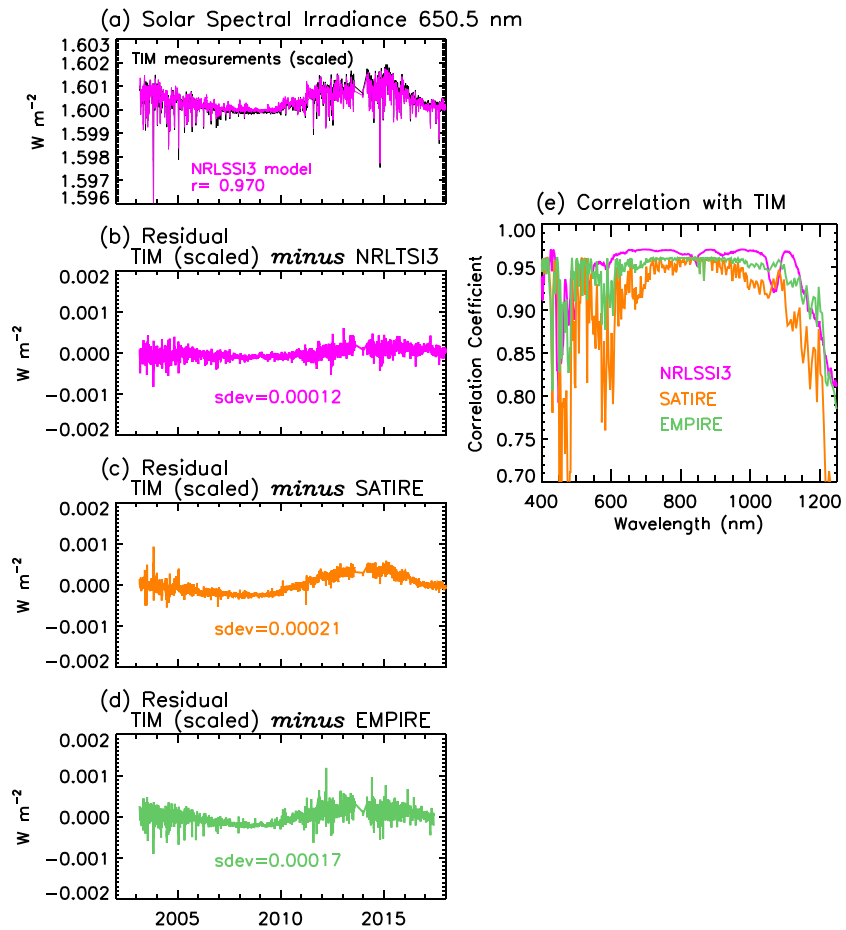 (a) Solar Spectral Irradiance 650.5 nm
1.603
1.602
1.601
1.600
1.599
1.598
1.597
1.596
W m⁻²
TIM measurements (scaled)
NRLSSI3 model
r= 0.970
(b) Residual
TIM (scaled) minus NRLTSI3
0.002
0.001
0.000
−0.001
−0.002
W m⁻²
sdev=0.00012
(c) Residual
TIM (scaled) minus SATIRE
0.002
0.001
0.000
−0.001
−0.002
W m⁻²
sdev=0.00021
(d) Residual
TIM (scaled) minus EMPIRE
0.002
0.001
0.000
−0.001
−0.002
W m⁻²
sdev=0.00017
2005 2010 2015
(e) Correlation with TIM
1.00
0.95
0.90
0.85
0.80
0.75
0.70
Correlation Coefficient
NRLSSI3
SATIRE
EMPIRE
400 600 800 1000 1200
Wavelength (nm)